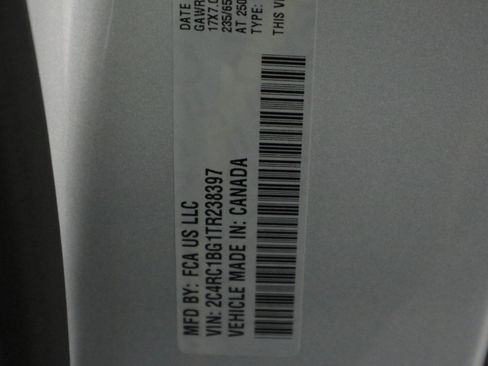 MFD BY: FCA US LLC
VIN: 2C4RC1BG1TR238397
VEHICLE MADE IN: CANADA
DATE
GAWR
17X7.0
235/65
AT 250
TYPE:
THIS VE